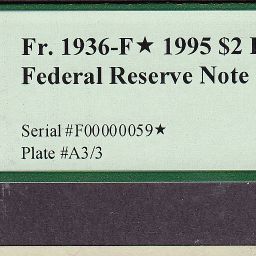 Fr. 1936-F★ 1995 $2
Federal Reserve Note
Serial #F00000059★
Plate #A3/3